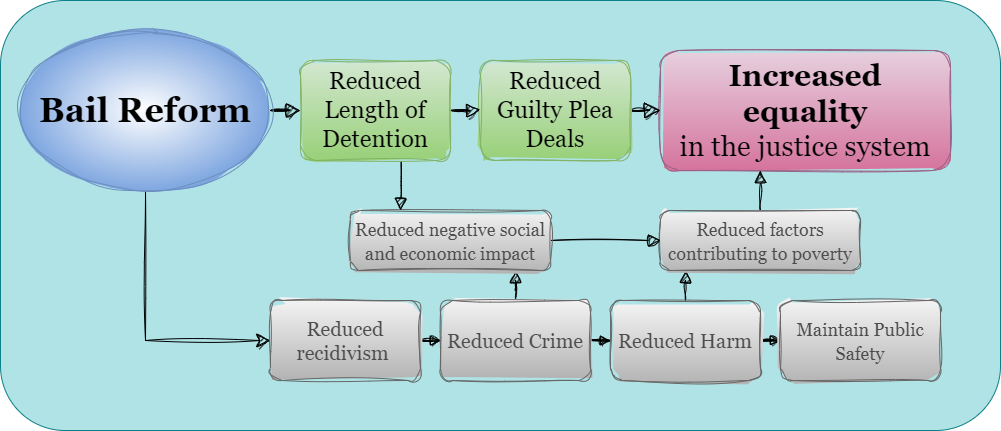 Bail Reform
Reduced
Length of
Detention
Reduced
Guilty Plea
Deals
Increased
equality
in the justice system
Reduced negative social
and economic impact
Reduced factors
contributing to poverty
Reduced
recidivism
Reduced Crime
Reduced Harm
Maintain Public
Safety